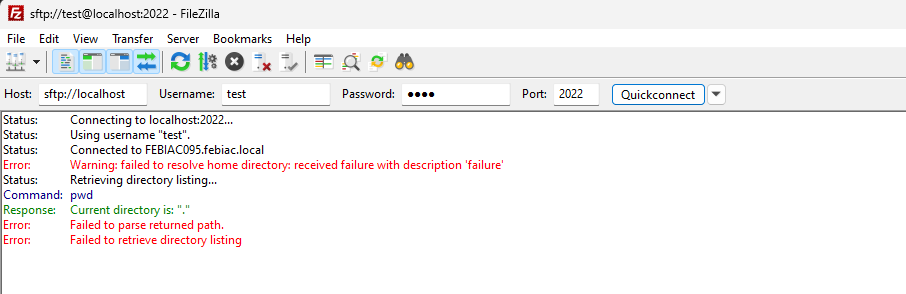 sftp://test@localhost:2022 - FileZilla
File Edit View Transfer Server Bookmarks Help
Host: sftp://localhost Username: test Password: •••• Port: 2022 Quickconnect
Status: Connecting to localhost:2022...
Status: Using username "test".
Status: Connected to FEBIAC095.febiac.local
Error: Warning: failed to resolve home directory: received failure with description 'failure'
Status: Retrieving directory listing...
Command: pwd
Response: Current directory is: "."
Error: Failed to parse returned path.
Error: Failed to retrieve directory listing